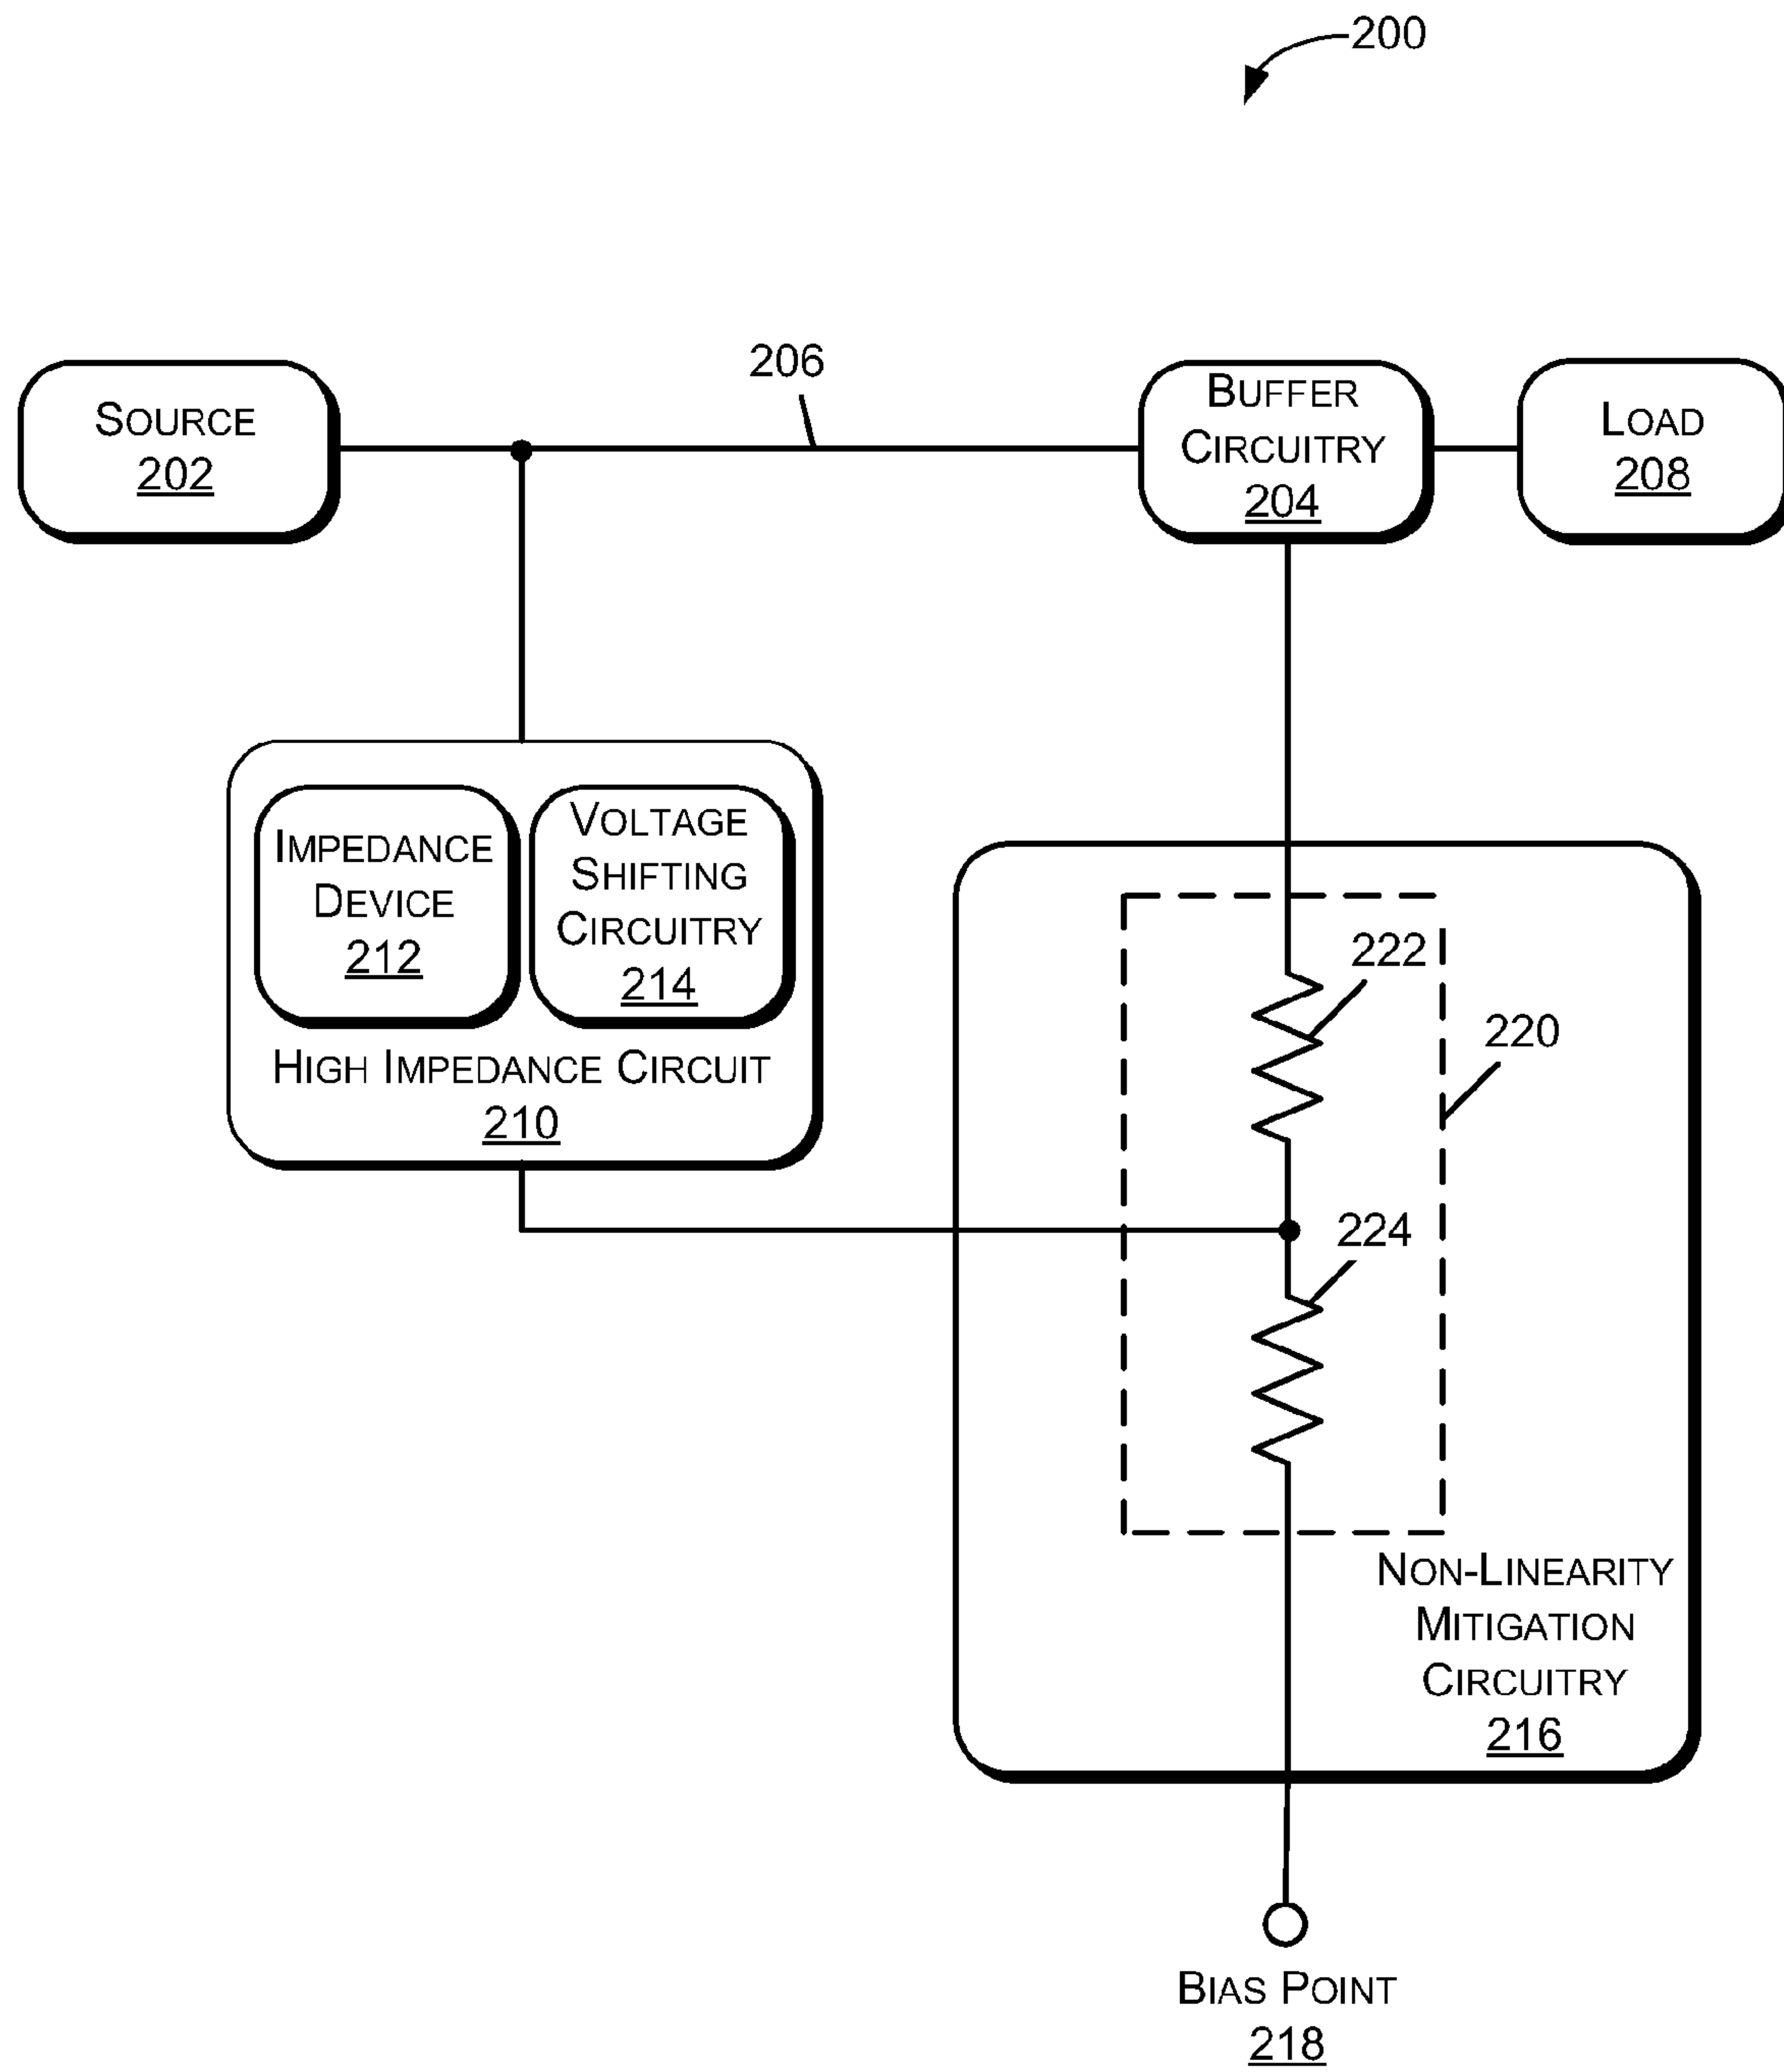 200
206
SOURCE
202
BUFFER
CIRCUITRY
204
LOAD
208
IMPEDANCE
DEVICE
212
VOLTAGE
SHIFTING
CIRCUITRY
214
HIGH IMPEDANCE CIRCUIT
210
222
220
224
NON-LINEARITY
MITIGATION
CIRCUITRY
216
BIAS POINT
218